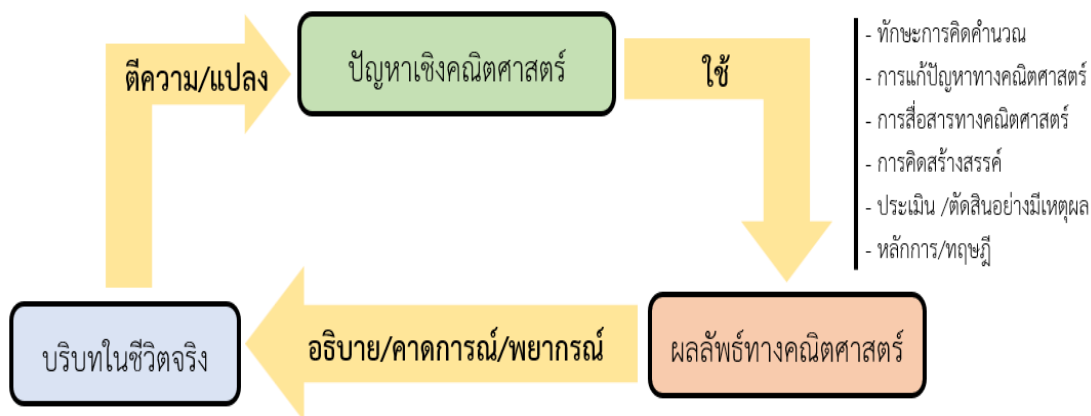 ตีความ/แปลง
ปัญหาเชิงคณิตศาสตร์
ใช้
- ทักษะการคิดคำนวณ
- การแก้ปัญหาทางคณิตศาสตร์
- การสื่อสารทางคณิตศาสตร์
- การคิดสร้างสรรค์
- ประเมิน /ตัดสินอย่างมีเหตุผล
- หลักการ/ทฤษฎี
บริบทในชีวิตจริง
อธิบาย/คาดการณ์/พยากรณ์
ผลลัพธ์ทางคณิตศาสตร์